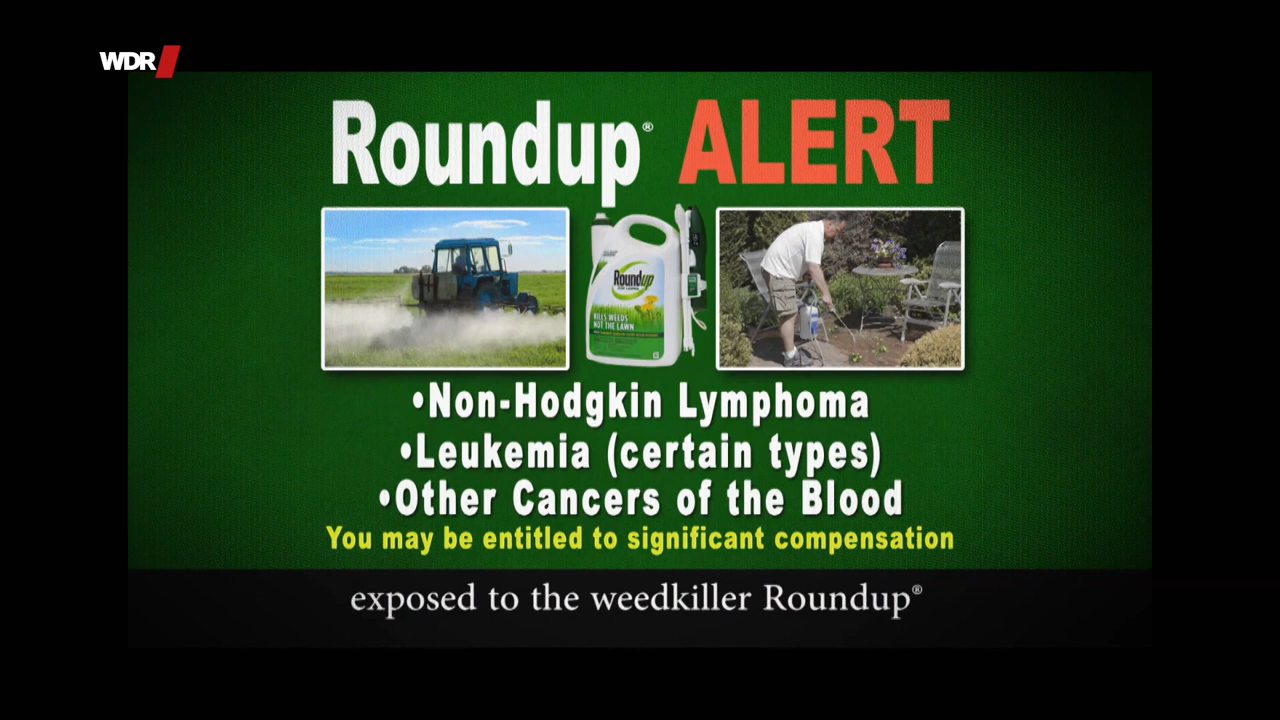 WDR
Roundup® ALERT
Roundup
KILLS WEEDS
NOT THE LAWN
•Non-Hodgkin Lymphoma
•Leukemia (certain types)
•Other Cancers of the Blood
You may be entitled to significant compensation
exposed to the weedkiller Roundup®